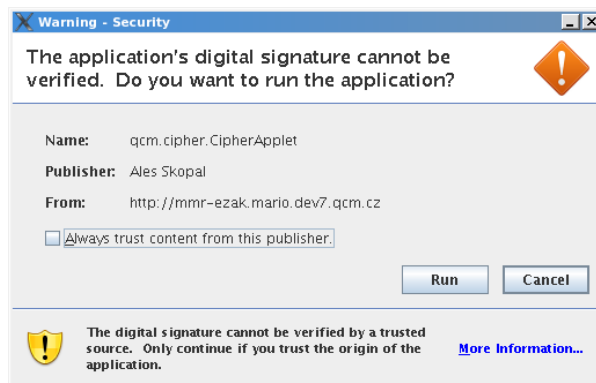 Warning - Security
The application's digital signature cannot be
verified. Do you want to run the application?
Name: qcm.cipher.CipherApplet
Publisher: Ales Skopal
From: http://mmr-ezak.mario.dev7.qcm.cz
Always trust content from this publisher.
Run Cancel
The digital signature cannot be verified by a trusted
source. Only continue if you trust the origin of the
application.
More Information...